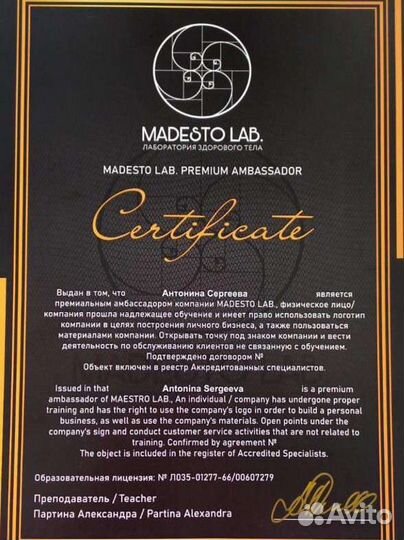 MADESTO LAB.
ЛАБОРАТОРИЯ ЗДОРОВОГО ТЕЛА
MADESTO LAB. PREMIUM AMBASSADOR
Certificate
Выдан в том, что Антонина Сергеева является
премиальным амбассадором компании MADESTO LAB., физическое лицо/
компания прошла надлежащее обучение и имеет право использовать логотип
компании в целях построения личного бизнеса, а также пользоваться
материалами компании. Открывать точку под знаком компании и вести
деятельность по обслуживанию клиентов не связанную с обучением.
Подтверждено договором №
Объект включен в реестр Аккредитованных специалистов.
Issued in that Antonina Sergeeva is a premium
ambassador of MAESTRO LAB., An individual / company has undergone proper
training and has the right to use the company's logo in order to build a personal
business, as well as use the company's materials. Open points under the
company's sign and conduct customer service activities that are not related to
training. Confirmed by agreement №
The object is included in the register of Accredited Specialists.
Образовательная лицензия: № Л035-01277-66/00607279
Преподаватель / Teacher
Партина Александра / Partina Alexandra
Avito